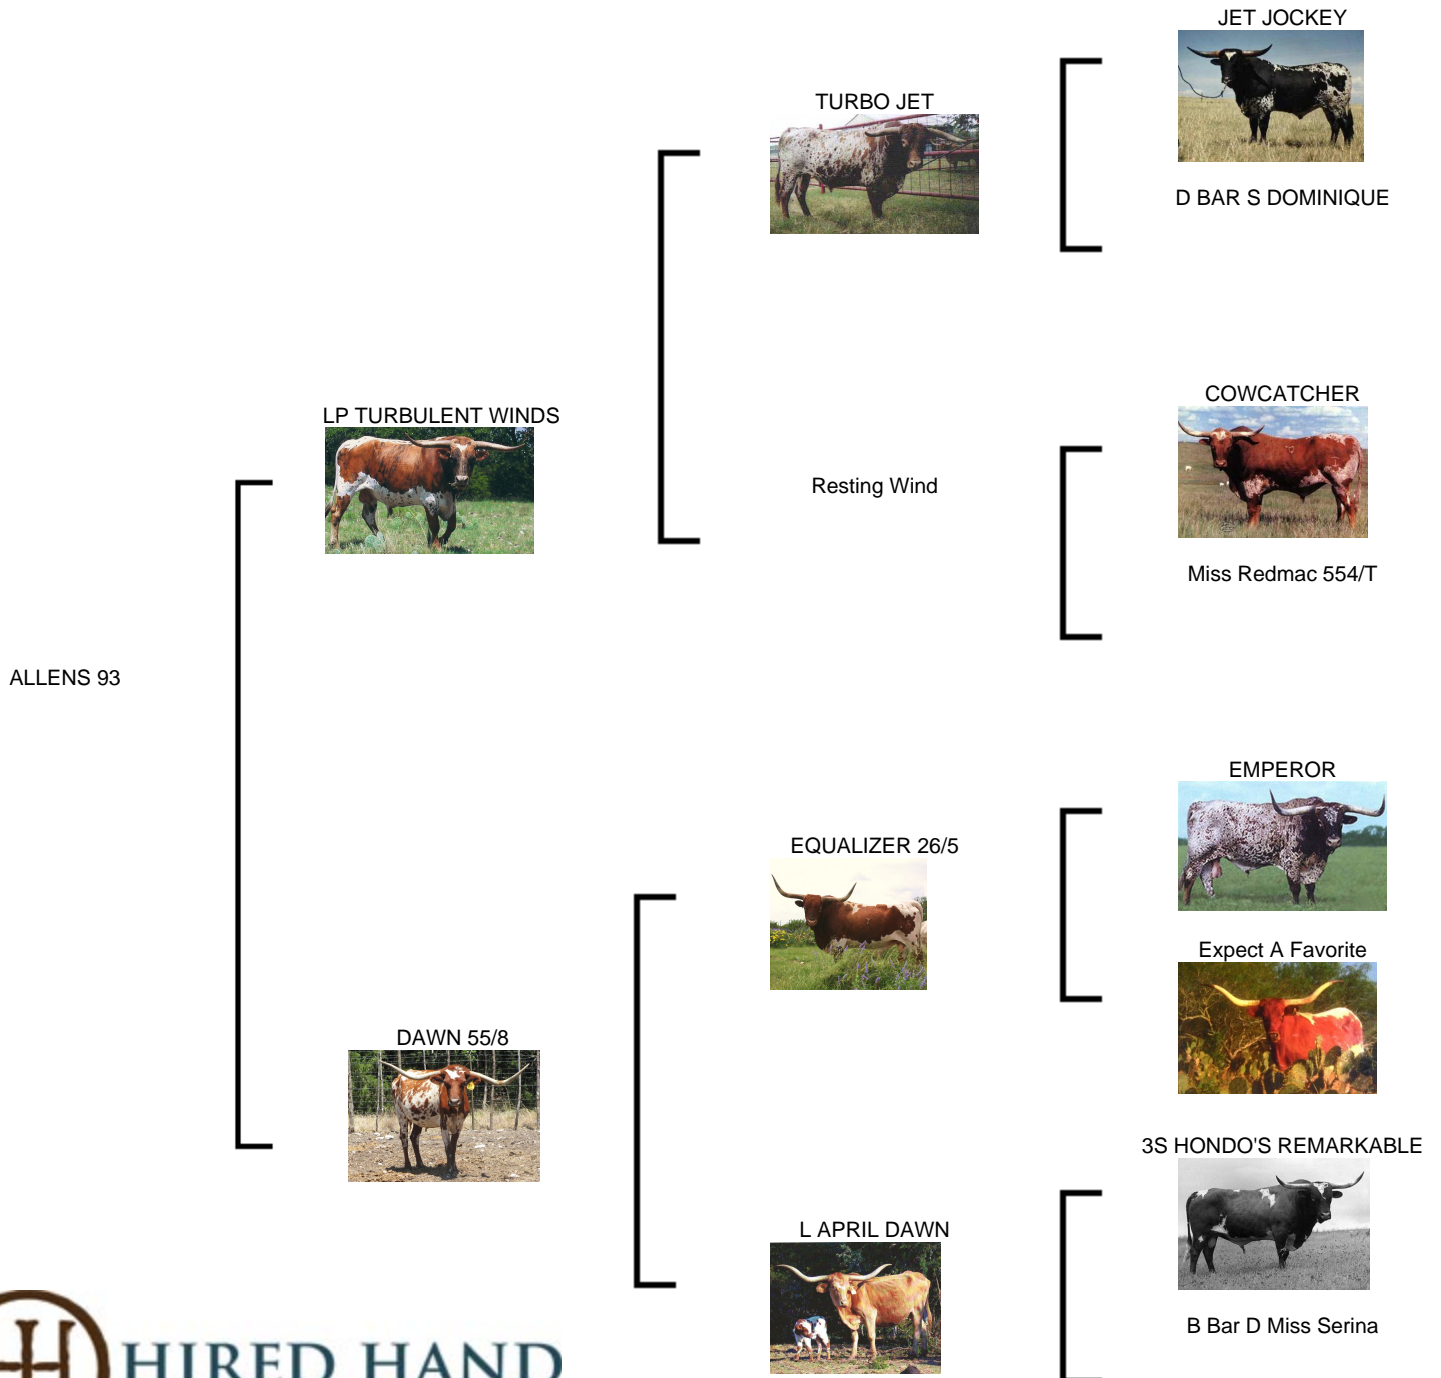 JET JOCKEY
TURBO JET
D BAR S DOMINIQUE
COWCATCHER
LP TURBULENT WINDS
Resting Wind
Miss Redmac 554/T
ALLENS 93
EMPEROR
EQUALIZER 26/5
Expect A Favorite
DAWN 55/8
3S HONDO'S REMARKABLE
L APRIL DAWN
B Bar D Miss Serina
HIRED HAND